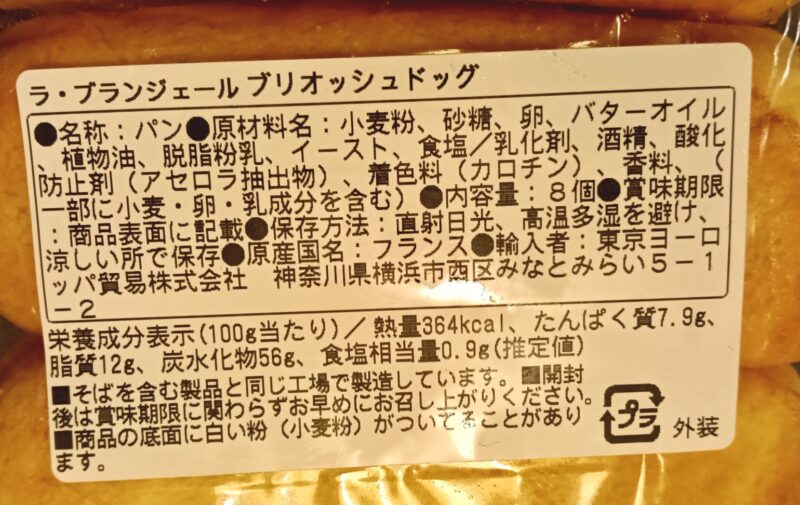 ラ・ブランジェール ブリオッシュドッグ
●名称：パン●原材料名：小麦粉、砂糖、卵、バターオイル
、植物油、脱脂粉乳、イースト、食塩／乳化剤、酒精、酸化
防止剤（アセロラ抽出物）、着色料（カロチン）、香料、（
一部に小麦・卵・乳成分を含む）●内容量：８個●賞味期限
：商品表面に記載●保存方法：直射日光、高温多湿を避け、
涼しい所で保存●原産国名：フランス●輸入者：東京ヨーロ
ッパ貿易株式会社　神奈川県横浜市西区みなとみらい５－１
－２
栄養成分表示(100g当たり)／熱量364kcal、たんぱく質7.9g、
脂質12g、炭水化物56g、食塩相当量0.9g(推定値)
■そばを含む製品と同じ工場で製造しています。■開封
後は賞味期限に関わらずお早めにお召し上がりください。
■商品の底面に白い粉（小麦粉）がついてることがあり
ます。
プラ
外装